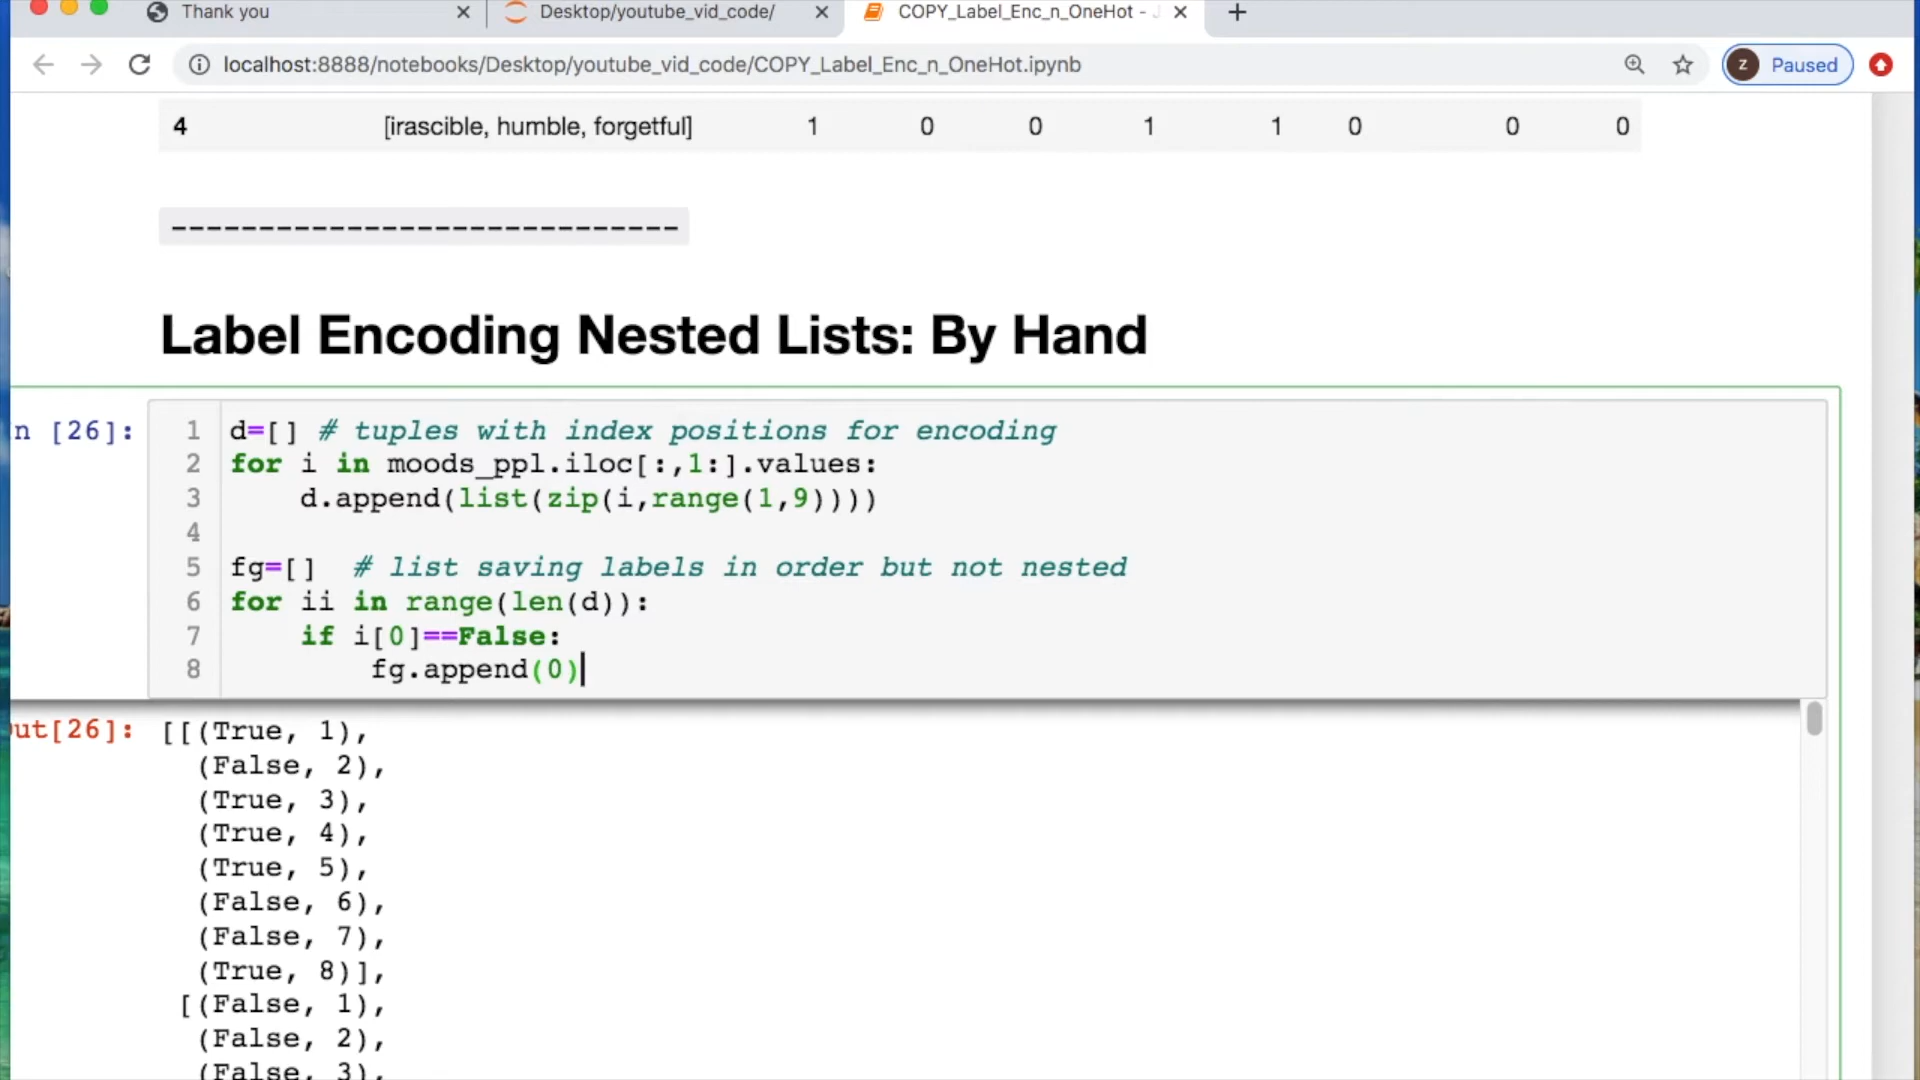 Thank you
Desktop/youtube_vid_code/
COPY_Label_Enc_n_OneHot -
localhost:8888/notebooks/Desktop/youtube_vid_code/COPY_Label_Enc_n_OneHot.ipynb
z Paused
4 [irascible, humble, forgetful] 1 0 0 1 1 0 0 0
-----------------------------
Label Encoding Nested Lists: By Hand
n [26]:
1 d=[] # tuples with index positions for encoding
2 for i in moods_ppl.iloc[:,1:].values:
3     d.append(list(zip(i,range(1,9))))
4
5 fg=[]  # list saving labels in order but not nested
6 for ii in range(len(d)):
7     if i[0]==False:
8         fg.append(0)
ut[26]: [[(True, 1),
(False, 2),
(True, 3),
(True, 4),
(True, 5),
(False, 6),
(False, 7),
(True, 8)],
[(False, 1),
(False, 2),
(False, 3),